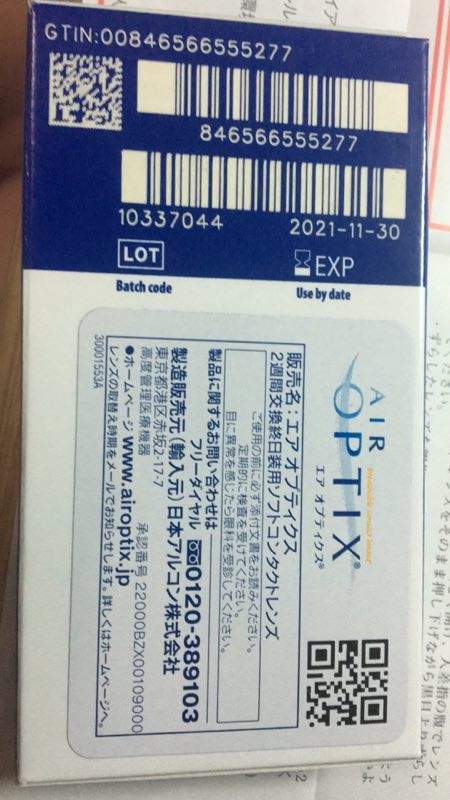 GTIN:00846566555277
846566555277
10337044 2021-11-30
LOT EXP
Batch code Use by date
AIR
OPTIX®
breathable contact lenses
エア オプティクス®
販売名：エア オプティクス
2週間交換終日装用ソフトコンタクトレンズ
ご使用の前に必ず添付文書をお読みください。
定期的に検査を受けてください。
目に異常を感じたら眼科を受診してください。
製品に関するお問い合わせは
フリーダイヤル 0120-389103
製造販売元（輸入元）日本アルコン株式会社
東京都港区赤坂2-17-7
高度管理医療機器 承認番号 22000BZX00109000
●ホームページ www.airoptix.jp
レンズの取替え時期をメールでお知らせします。詳しくはホームページへ。
30001553A
ください。